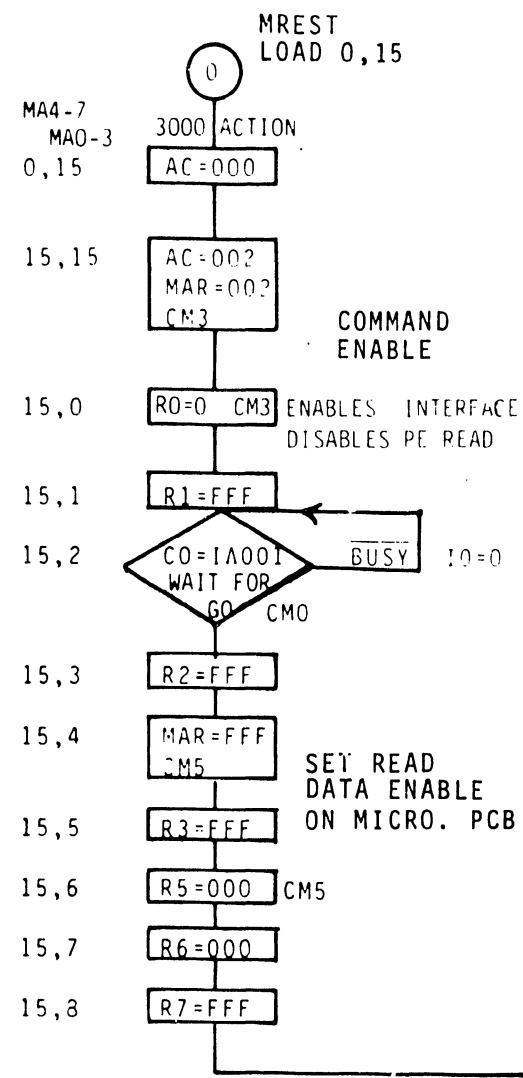 MREST
LOAD 0,15
0
MA4-7
MA0-3
3000 ACTION
0,15 AC=000
15,15 AC=002
MAR=002
CM3
COMMAND
ENABLE
15,0 R0=0 CM3 ENABLES INTERFACE
DISABLES PE READ
15,1 R1=FFF
15,2 CO=IΛ001 BUSY I0=0
WAIT FOR
GO CM0
15,3 R2=FFF
15,4 MAR=FFF
CM5
SET READ
DATA ENABLE
ON MICRO. PCB
15,5 R3=FFF
15,6 R5=000 CM5
15,7 R6=000
15,8 R7=FFF